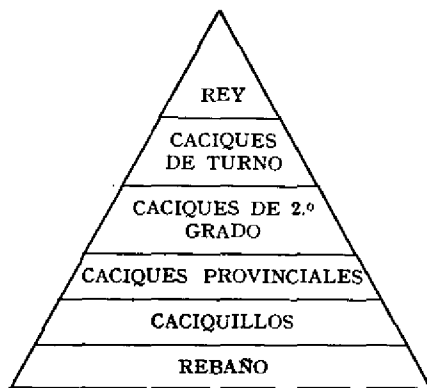 REY
CACIQUES
DE TURNO
CACIQUES DE 2.º
GRADO
CACIQUES PROVINCIALES
CACIQUILLOS
REBAÑO